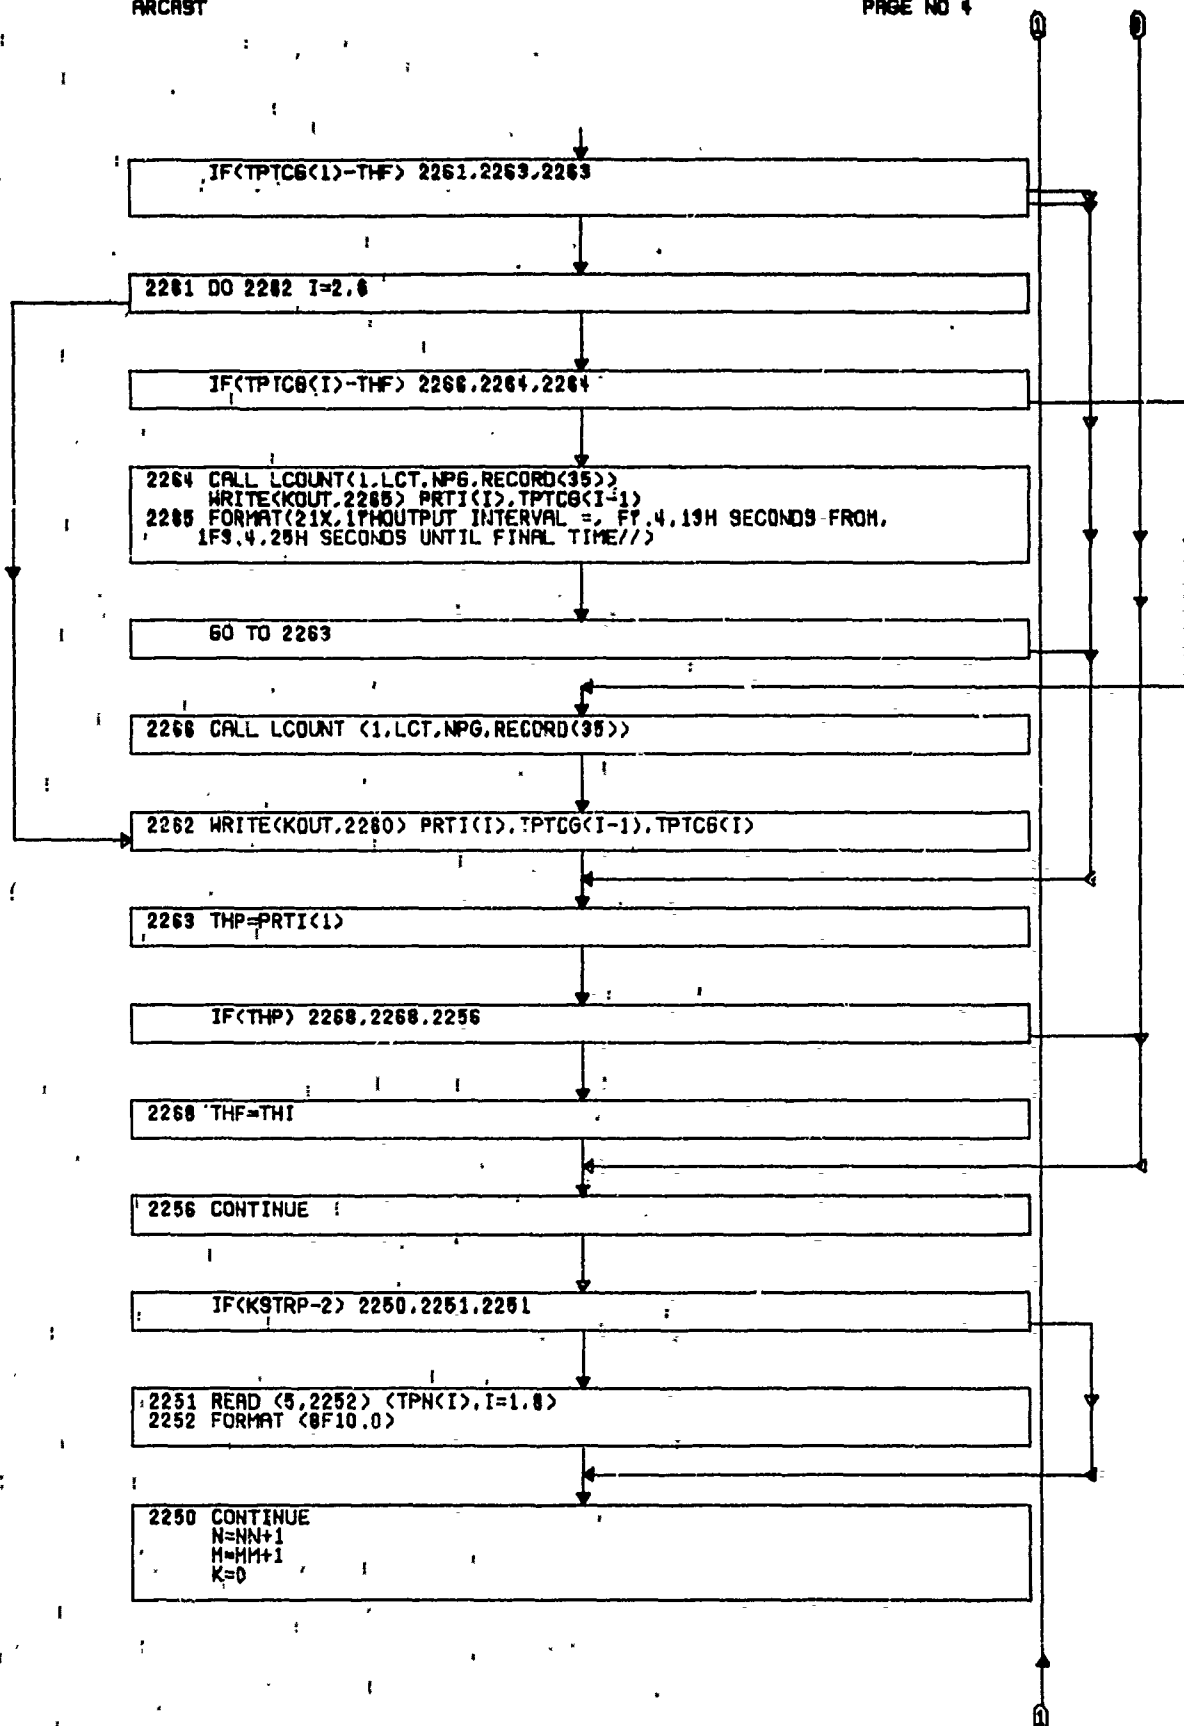 ARCAST PAGE NO 4
1
IF(TPTCG(1)-THF) 2261,2263,2263
2261 DO 2262 I=2,8
IF(TPTCG(I)-THF) 2266,2264,2264
2264 CALL LCOUNT(1,LCT,NPG,RECORD(35))
WRITE(KOUT,2265) PRTI(I),TPTCG(I-1)
2265 FORMAT(21X,17HOUTPUT INTERVAL =, F7.4,13H SECONDS FROM,
1F9.4,25H SECONDS UNTIL FINAL TIME//)
GO TO 2263
2266 CALL LCOUNT (1,LCT,NPG,RECORD(35))
2262 WRITE(KOUT,2260) PRTI(I),TPTCG(I-1),TPTCG(I)
2263 THP=PRTI(1)
IF(THP) 2268,2268,2256
2268 THF=THI
2256 CONTINUE
IF(KSTRP-2) 2250,2251,2251
2251 READ (5,2252) (TPN(I),I=1,8)
2252 FORMAT (8F10.0)
2250 CONTINUE
N=NN+1
M=MM+1
K=0
1